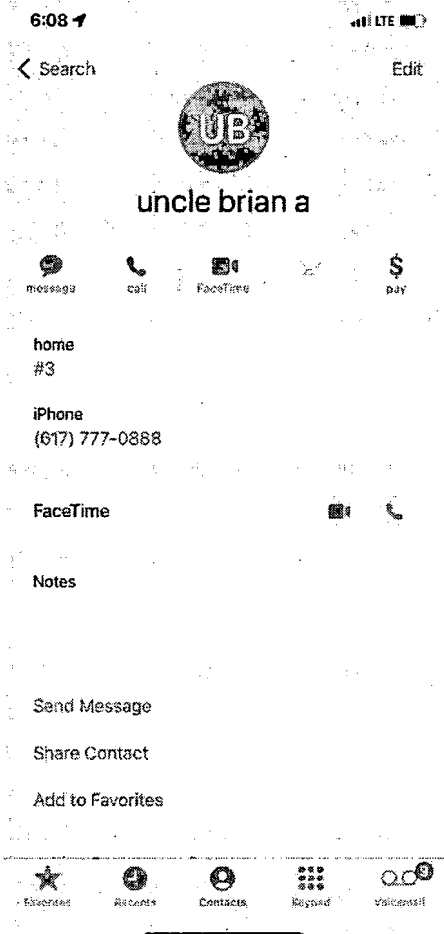 6:08 LTE
Search Edit
UB
uncle brian a
message call FaceTime pay
home
#3
iPhone
(617) 777-0888
FaceTime
Notes
Send Message
Share Contact
Add to Favorites
Favorites Recents Contacts Keypad Voicemail